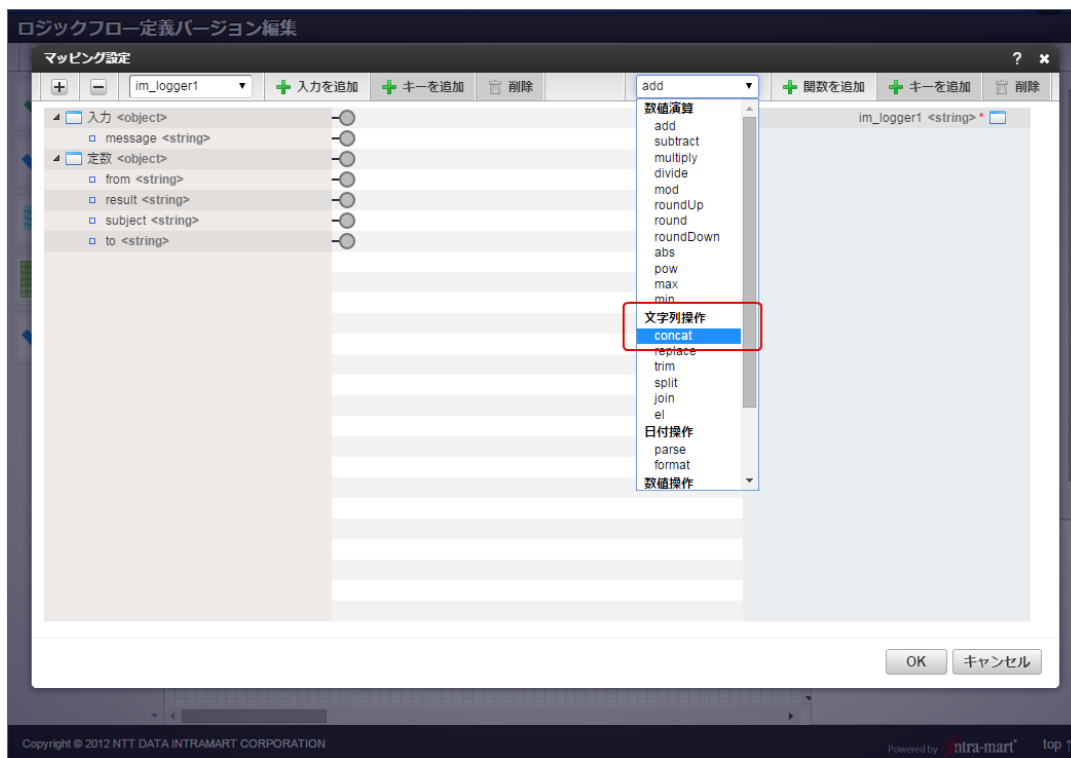 ロジックフロー定義バージョン編集
マッピング設定
? ×
im_logger1 ▼ 入力を追加 キーを追加 削除 add ▼ 関数を追加 キーを追加 削除
入力 <object>
message <string>
定数 <object>
from <string>
result <string>
subject <string>
to <string>
数値演算
add
subtract
multiply
divide
mod
roundUp
round
roundDown
abs
pow
max
min
文字列操作
concat
replace
trim
split
join
el
日付操作
parse
format
数値操作
im_logger1 <string> *
OK キャンセル
Copyright © 2012 NTT DATA INTRAMART CORPORATION
Powered by intra-mart
top ↑